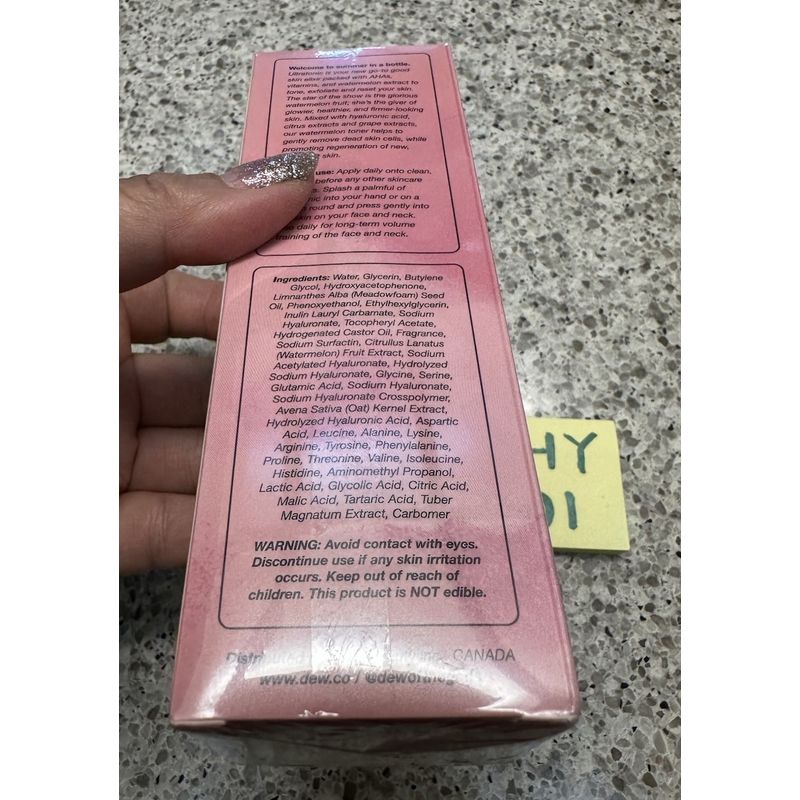 Welcome to summer in a bottle.
Ultratonic is your new go-to good
skin elixir packed with AHAs,
vitamins, and watermelon extract to
tone, exfoliate and reset your skin.
The star of the show is the glorious
watermelon fruit; she's the giver of
glowier, healthier, and firmer-looking
skin. Mixed with hyaluronic acid,
citrus extracts and grape extracts,
our watermelon toner helps to
gently remove dead skin cells, while
promoting regeneration of new,
skin.
use: Apply daily onto clean.
before any other skincare
Splash a palmful of
into your hand or on a
round and press gently into
skin on your face and neck.
daily for long-term volume
training of the face and neck.
Ingredients: Water, Glycerin, Butylene
Glycol, Hydroxyacetophenone,
Limnanthes Alba (Meadowfoam) Seed
Oil, Phenoxyethanol, Ethylhexylglycerin,
Inulin Lauryl Carbamate, Sodium
Hyaluronate, Tocopheryl Acetate,
Hydrogenated Castor Oil, Fragrance,
Sodium Surfactin, Citrullus Lanatus
(Watermelon) Fruit Extract, Sodium
Acetylated Hyaluronate, Hydrolyzed
Sodium Hyaluronate, Glycine, Serine,
Glutamic Acid, Sodium Hyaluronate,
Sodium Hyaluronate Crosspolymer,
Avena Sativa (Oat) Kernel Extract,
Hydrolyzed Hyaluronic Acid, Aspartic
Acid, Leucine, Alanine, Lysine,
Arginine, Tyrosine, Phenylalanine,
Proline, Threonine, Valine, Isoleucine,
Histidine, Aminomethyl Propanol,
Lactic Acid, Glycolic Acid, Citric Acid,
Malic Acid, Tartaric Acid, Tuber
Magnatum Extract, Carbomer
WARNING: Avoid contact with eyes.
Discontinue use if any skin irritation
occurs. Keep out of reach of
children. This product is NOT edible.
CANADA
www.dew.co /
HY